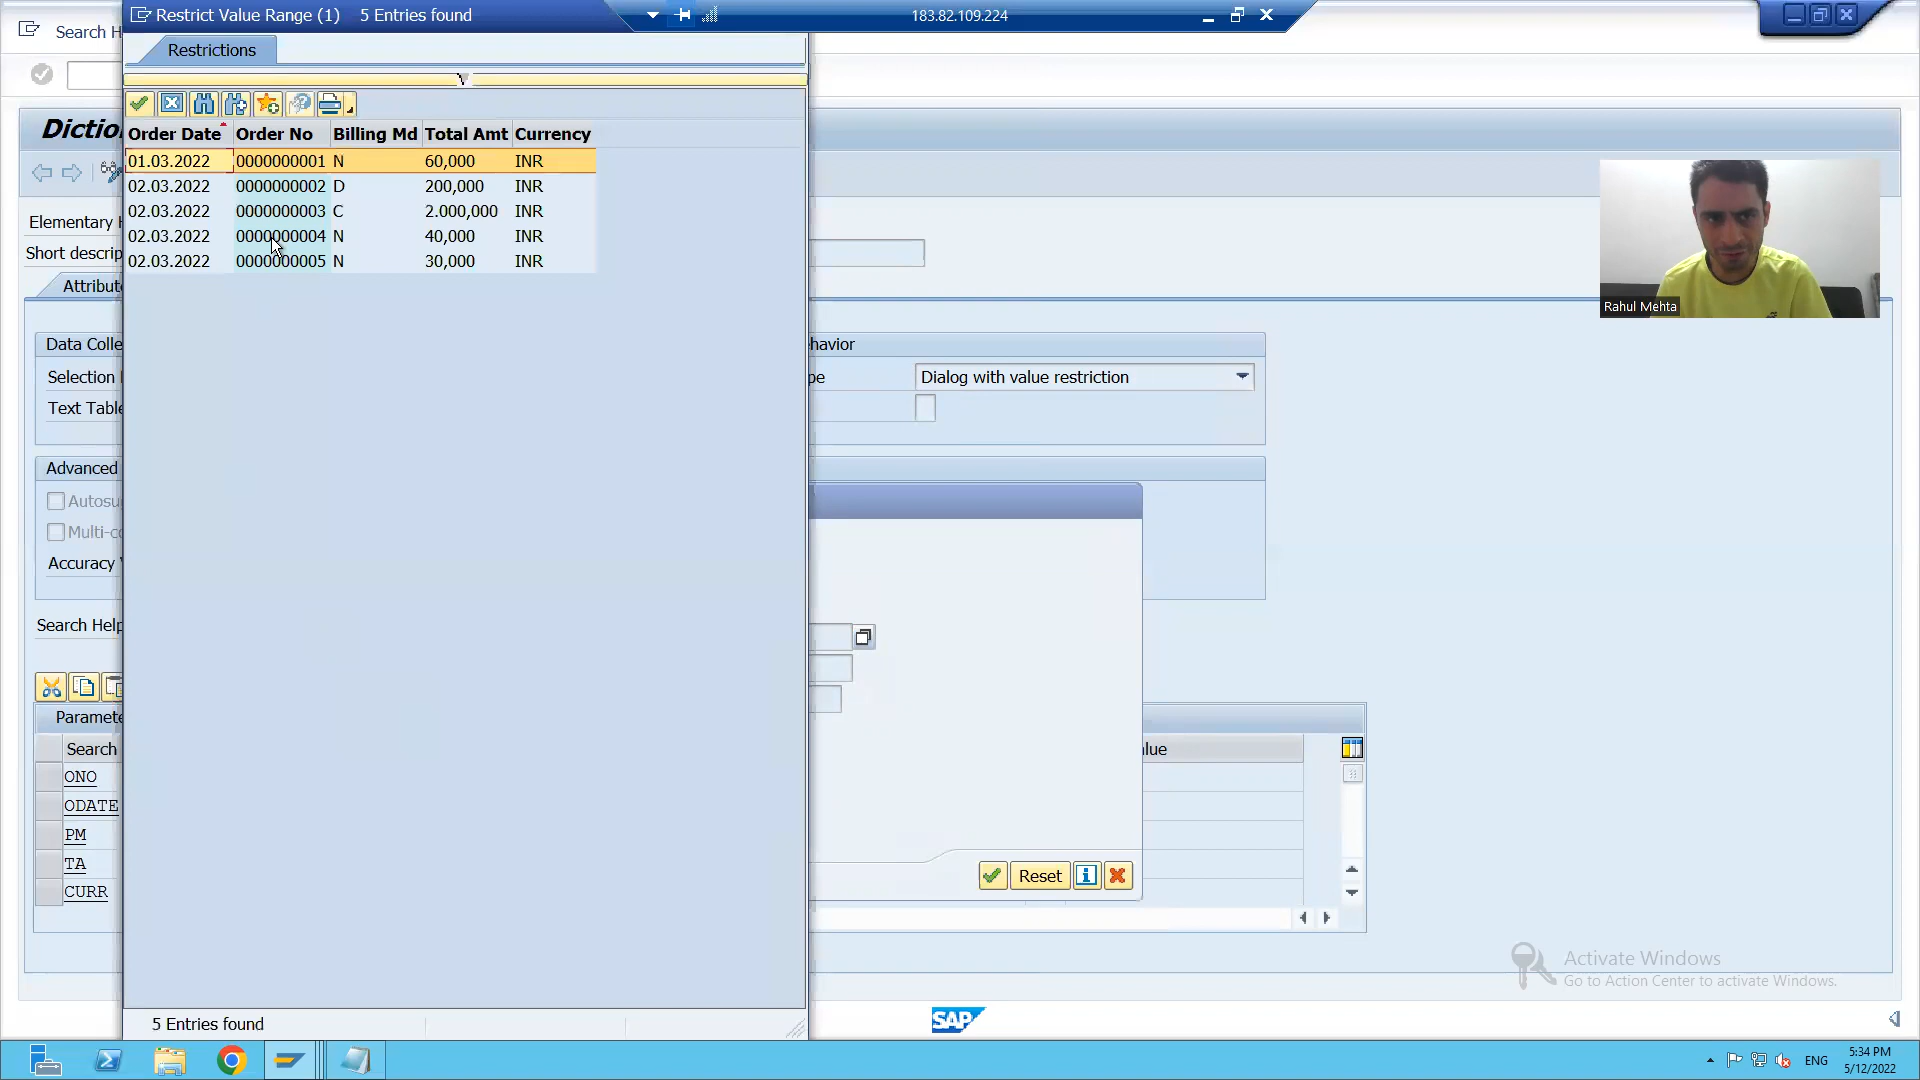 Restrict Value Range (1) 5 Entries found
183.82.109.224
Search H
Restrictions
Diction
Order Date Order No Billing Md Total Amt Currency
01.03.2022 0000000001 N 60,000 INR
02.03.2022 0000000002 D 200,000 INR
02.03.2022 0000000003 C 2.000,000 INR
02.03.2022 0000000004 N 40,000 INR
02.03.2022 0000000005 N 30,000 INR
Elementary H
Short descrip
Attribute
Rahul Mehta
Data Colle
havior
Selection
pe
Dialog with value restriction
Text Table
Advanced
Autosu
Multi-co
Accuracy
Search Help
Reset
Paramete
Search
alue
ONO
ODATE
PM
TA
CURR
Activate Windows
Go to Action Center to activate Windows.
5 Entries found
SAP
ENG
5:34 PM
5/12/2022